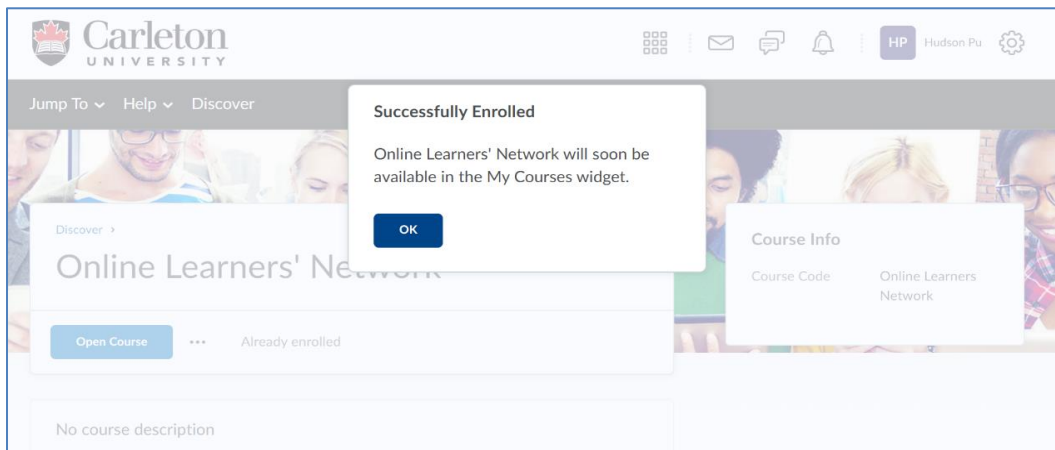 Carleton
UNIVERSITY
HP Hudson Pu
Jump To Help Discover
Successfully Enrolled
Online Learners' Network will soon be
available in the My Courses widget.
OK
Discover ›
Online Learners' Network
Open Course ••• Already enrolled
Course Info
Course Code Online Learners
Network
No course description